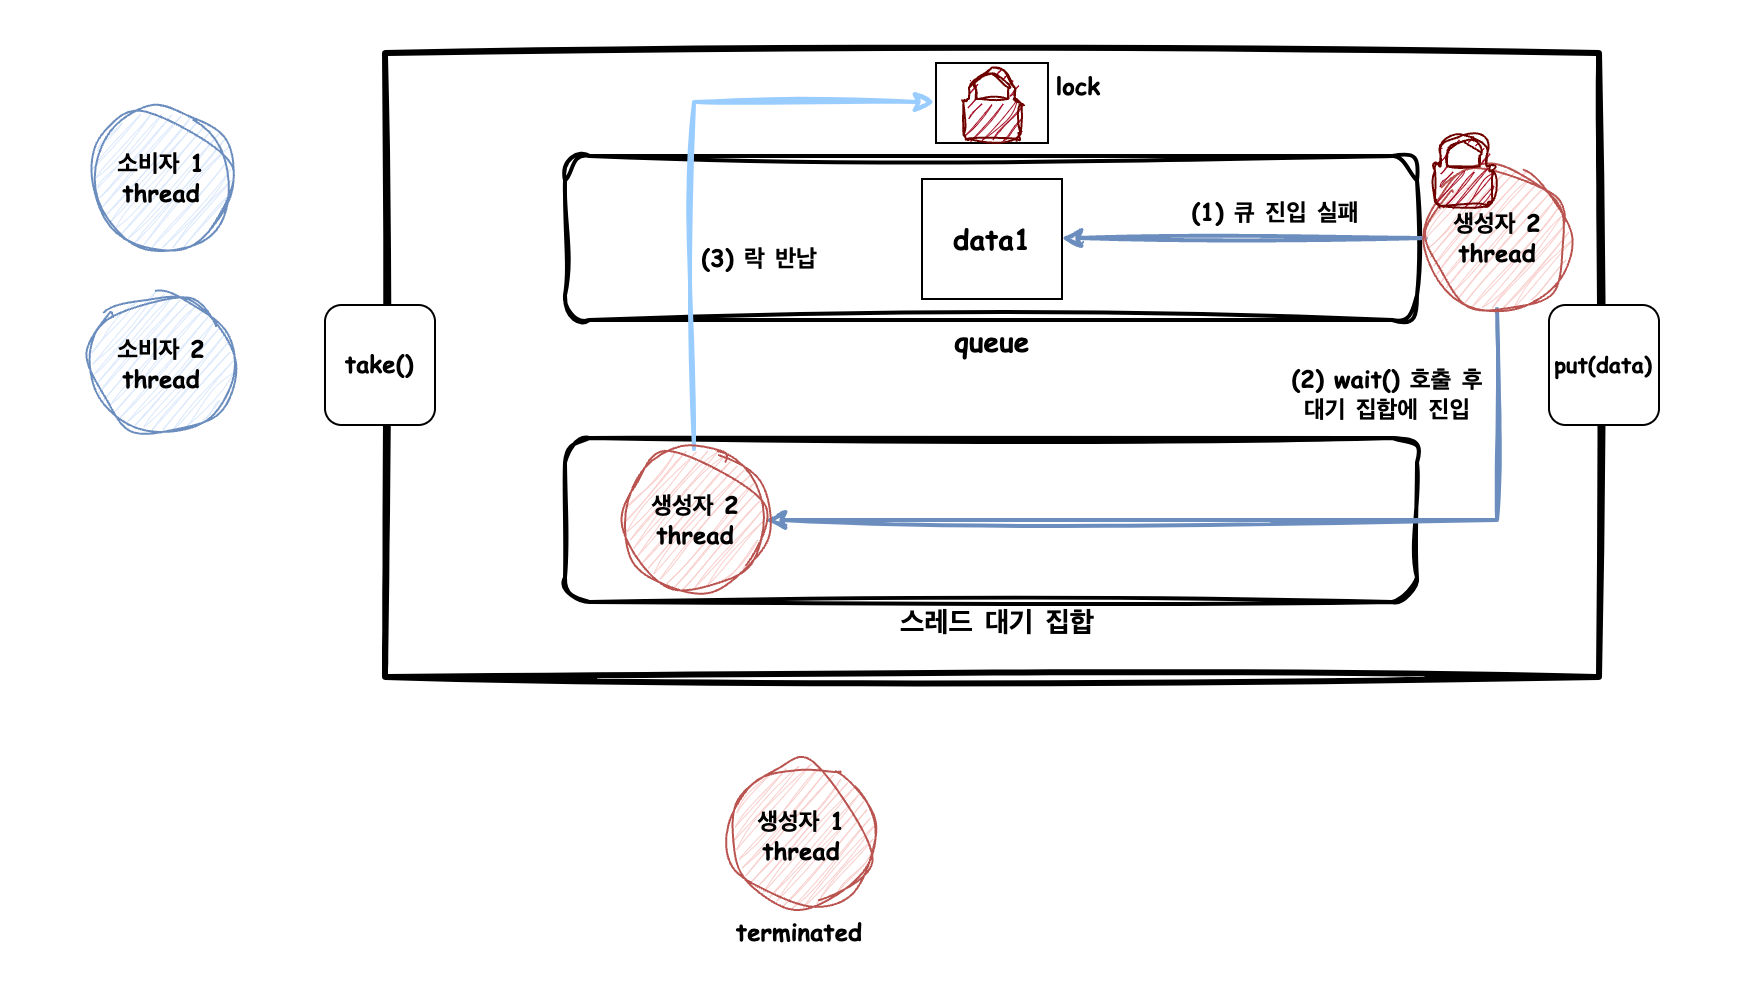 lock
소비자 1
thread
(1) 큐 진입 실패
생성자 2
thread
data1
(3) 락 반납
queue
소비자 2
thread
take()
put(data)
(2) wait() 호출 후
대기 집합에 진입
생성자 2
thread
스레드 대기 집합
생성자 1
thread
terminated